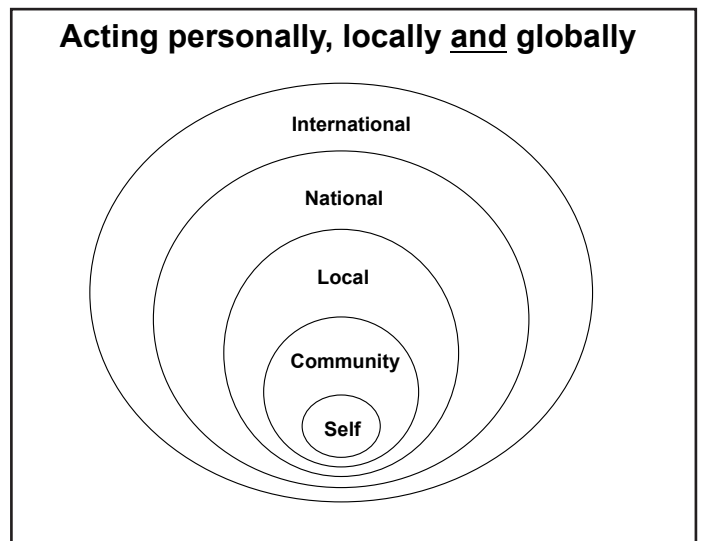 Acting personally, locally and globally
International
National
Local
Community
Self